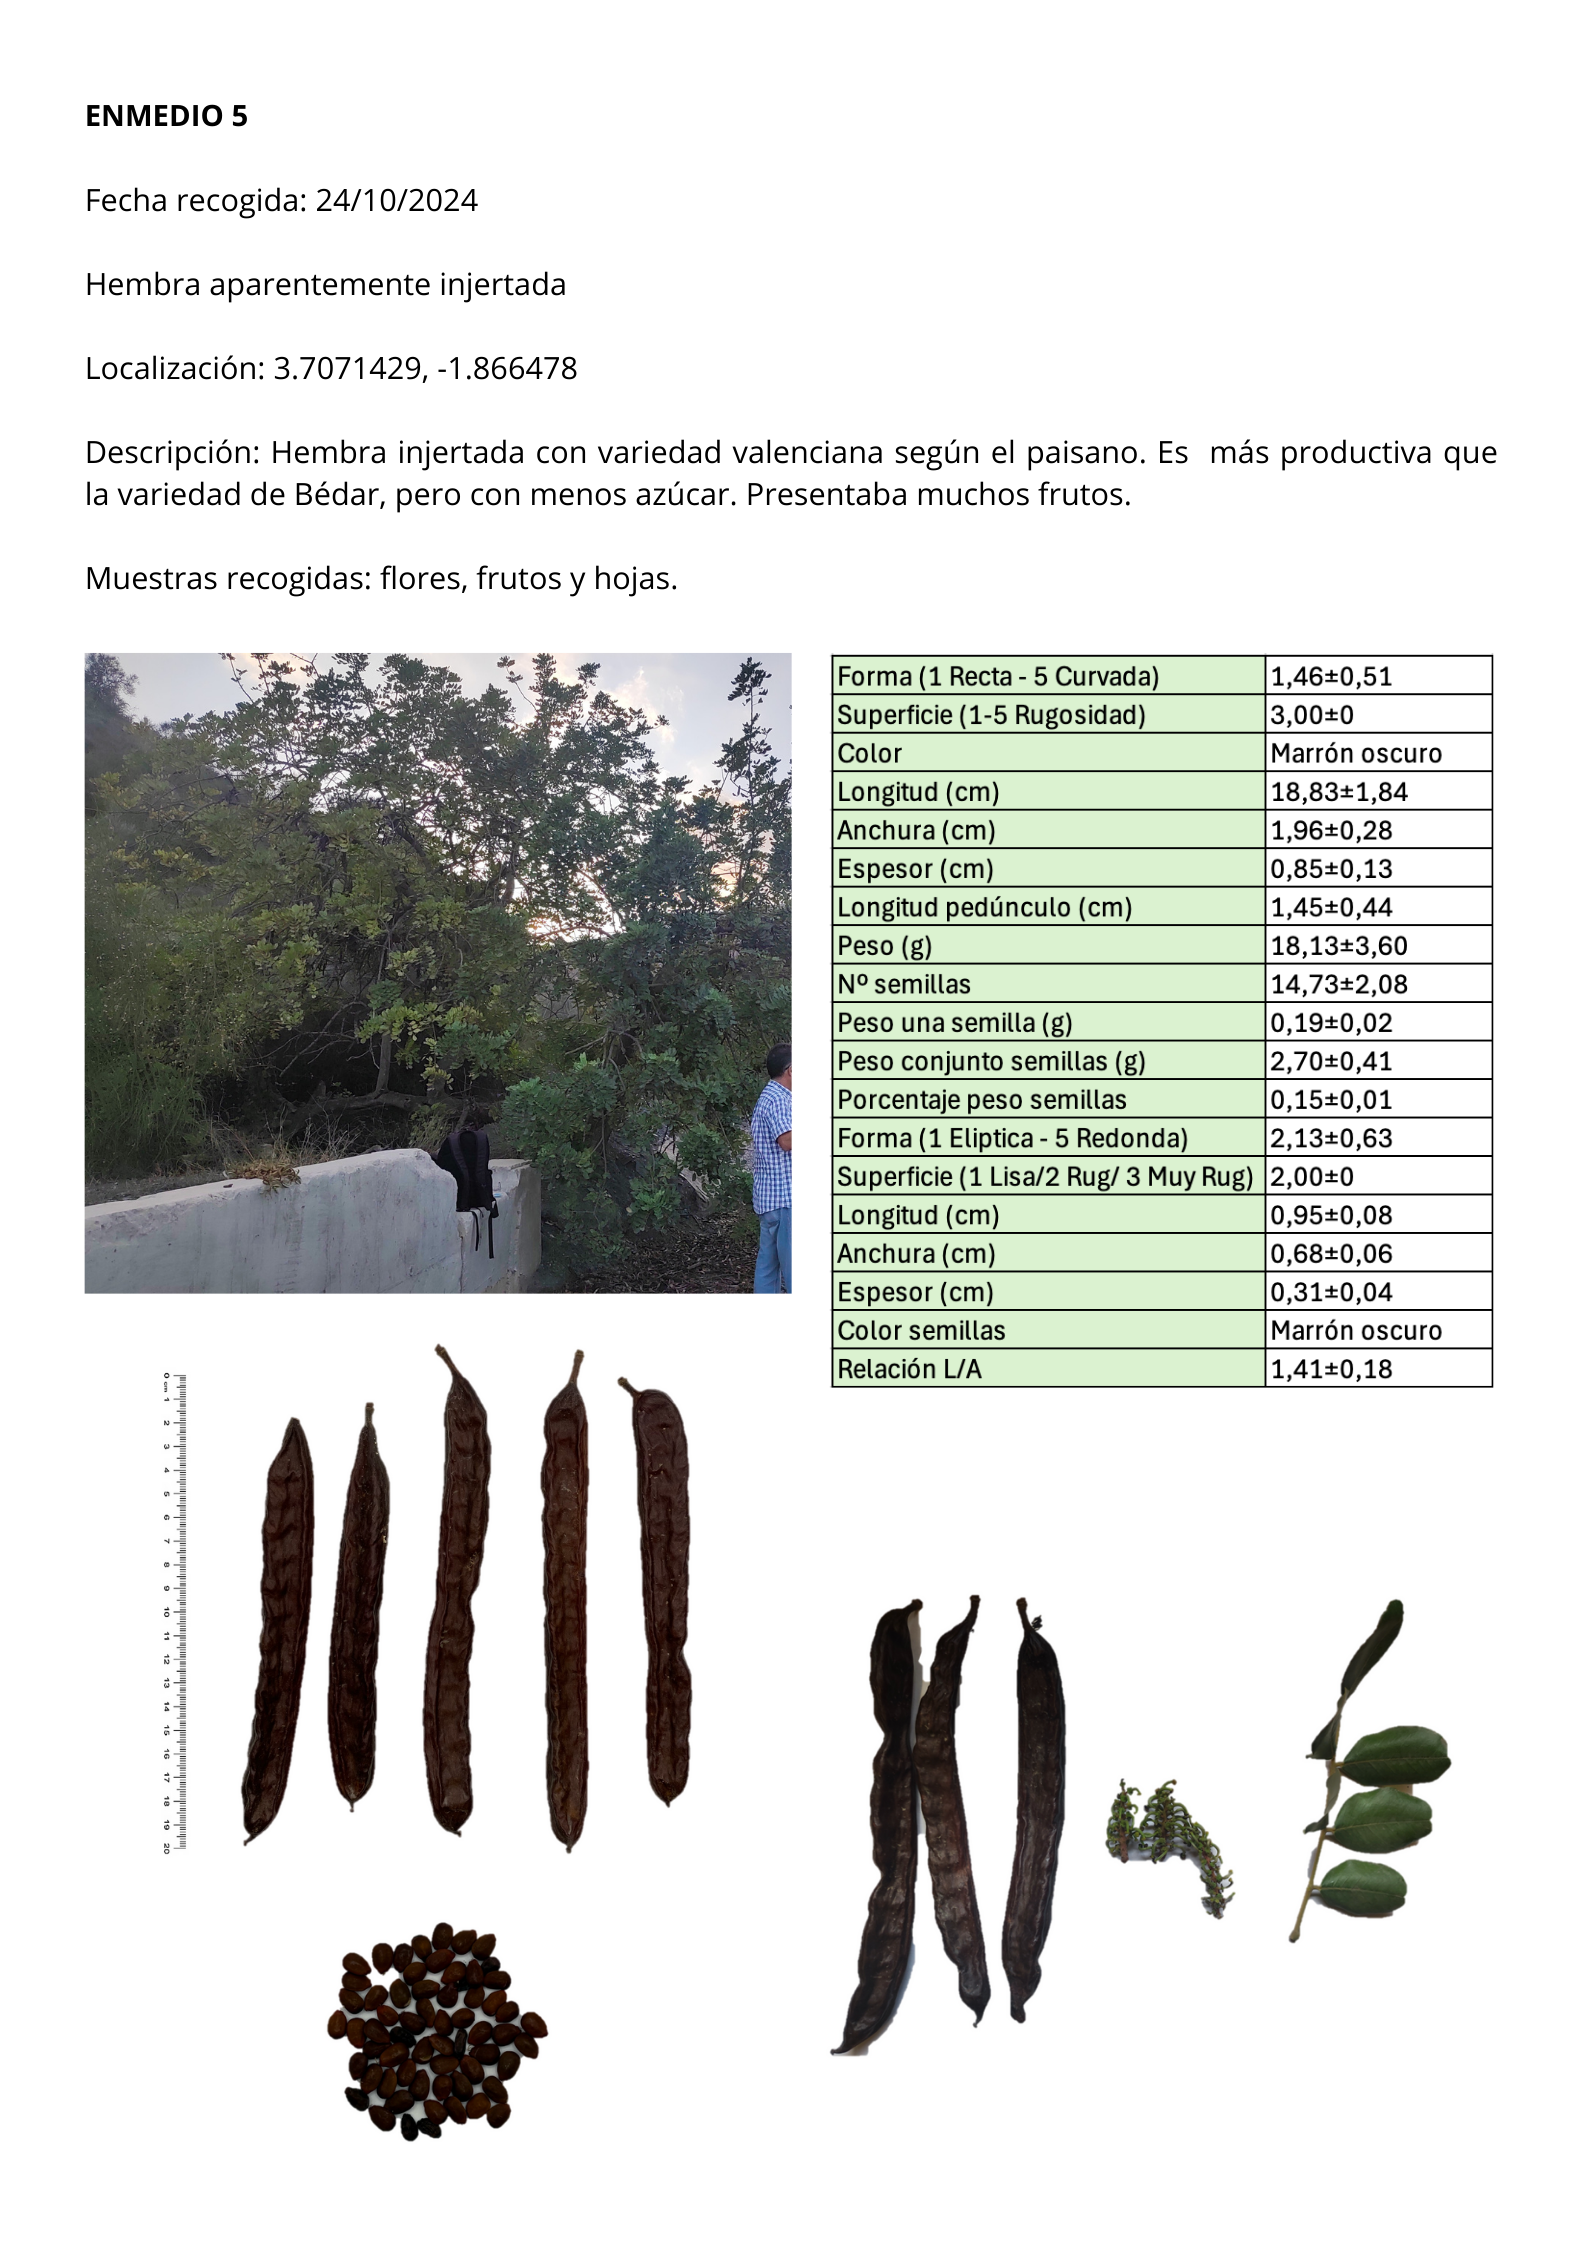 ENMEDIO 5
Fecha recogida: 24/10/2024
Hembra aparentemente injertada
Localización: 3.7071429, -1.866478
Descripción: Hembra injertada con variedad valenciana según el paisano. Es  más productiva que
la variedad de Bédar, pero con menos azúcar. Presentaba muchos frutos.
Muestras recogidas: flores, frutos y hojas.
Forma (1 Recta - 5 Curvada) 1,46±0,51
Superficie (1-5 Rugosidad) 3,00±0
Color Marrón oscuro
Longitud (cm) 18,83±1,84
Anchura (cm) 1,96±0,28
Espesor (cm) 0,85±0,13
Longitud pedúnculo (cm) 1,45±0,44
Peso (g) 18,13±3,60
Nº semillas 14,73±2,08
Peso una semilla (g) 0,19±0,02
Peso conjunto semillas (g) 2,70±0,41
Porcentaje peso semillas 0,15±0,01
Forma (1 Eliptica - 5 Redonda) 2,13±0,63
Superficie (1 Lisa/2 Rug/ 3 Muy Rug) 2,00±0
Longitud (cm) 0,95±0,08
Anchura (cm) 0,68±0,06
Espesor (cm) 0,31±0,04
Color semillas Marrón oscuro
Relación L/A 1,41±0,18
0 cm 1 2 3 4 5 6 7 8 9 10 11 12 13 14 15 16 17 18 19 20